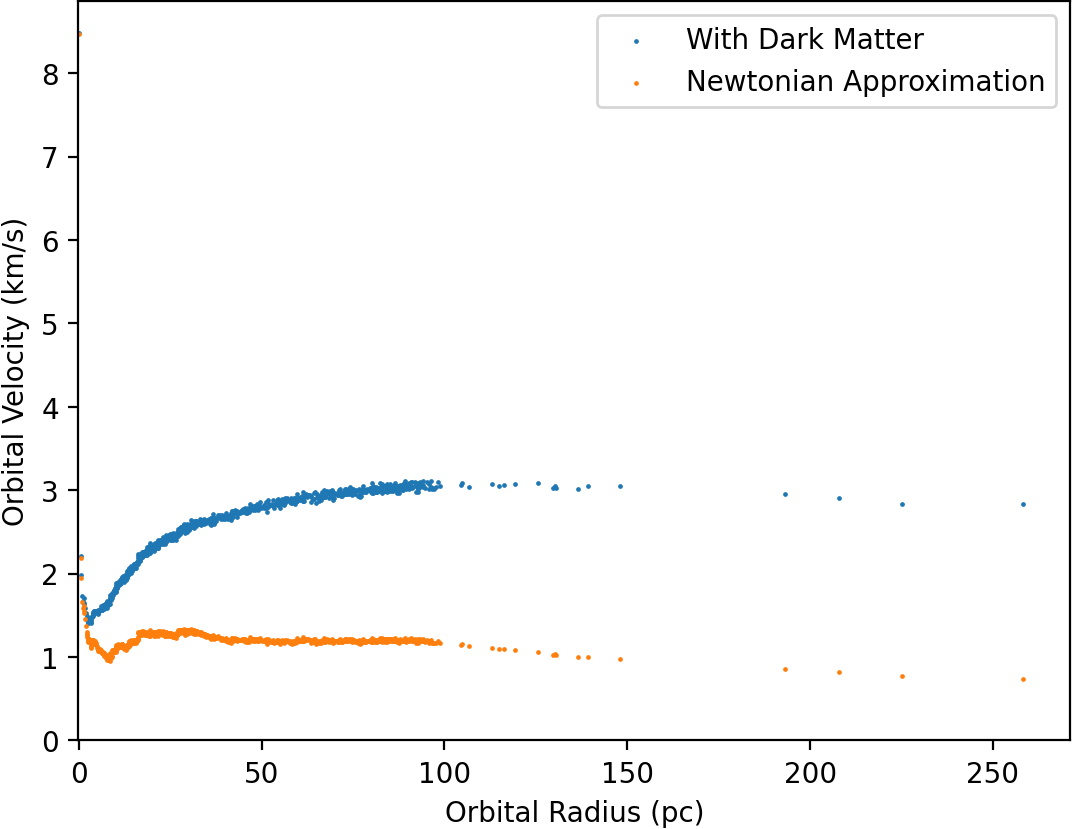 With Dark Matter
Newtonian Approximation
8
7
6
5
4
3
2
1
0
Orbital Velocity (km/s)
0 50 100 150 200 250
Orbital Radius (pc)